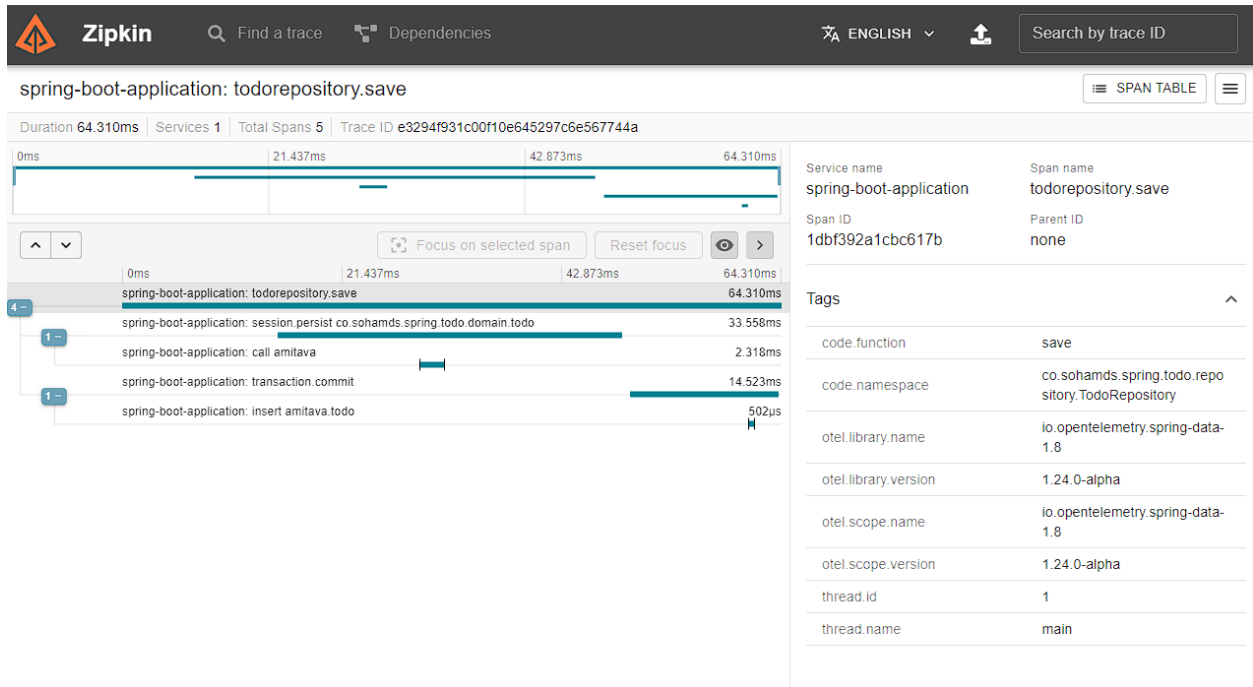 Zipkin Find a trace Dependencies ENGLISH Search by trace ID
spring-boot-application: todorepository.save SPAN TABLE
Duration 64.310ms Services 1 Total Spans 5 Trace ID e3294f931c00f10e645297c6e567744a
0ms 21.437ms 42.873ms 64.310ms
Focus on selected span Reset focus
0ms 21.437ms 42.873ms 64.310ms
spring-boot-application: todorepository.save 64.310ms
4 −
spring-boot-application: session.persist co.sohamds.spring.todo.domain.todo 33.558ms
1 −
spring-boot-application: call amitava 2.318ms
spring-boot-application: transaction.commit 14.523ms
1 −
spring-boot-application: insert amitava.todo 502µs
Service name Span name
spring-boot-application todorepository.save
Span ID Parent ID
1dbf392a1cbc617b none
Tags
code.function save
code.namespace co.sohamds.spring.todo.repo
sitory.TodoRepository
otel.library.name io.opentelemetry.spring-data-
1.8
otel.library.version 1.24.0-alpha
otel.scope.name io.opentelemetry.spring-data-
1.8
otel.scope.version 1.24.0-alpha
thread.id 1
thread.name main